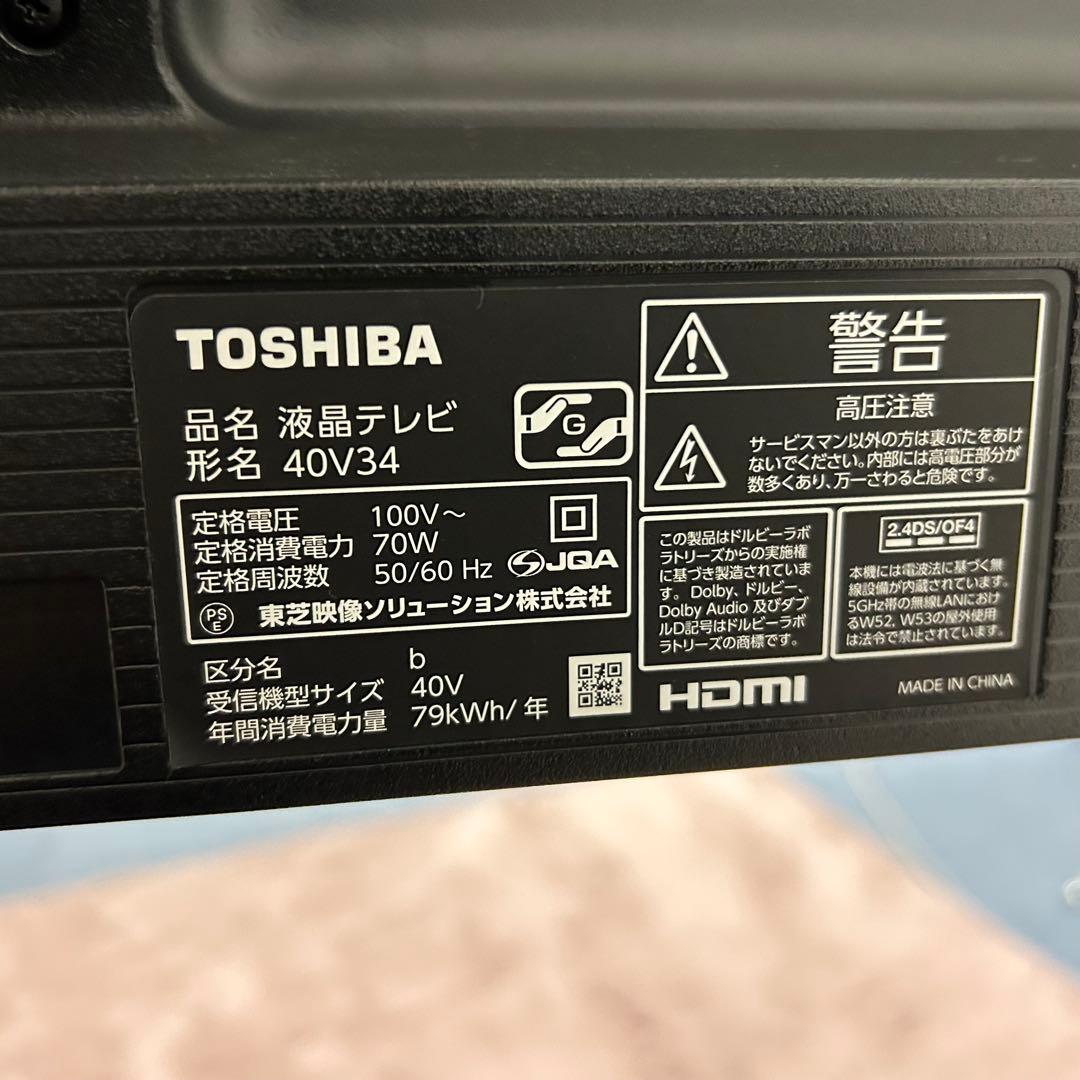 TOSHIBA
品名 液晶テレビ
形名 40V34
G
定格電圧 100V～
定格消費電力 70W
定格周波数 50/60 Hz
JQA
PS
E
東芝映像ソリューション株式会社
区分名 b
受信機型サイズ 40V
年間消費電力量 79kWh/年
警告
高圧注意
サービスマン以外の方は裏ぶたをあけ
ないでください。内部には高電圧部分が
数多くあり、万一さわると危険です。
この製品はドルビーラボ
ラトリーズからの実施権
に基づき製造されていま
す。Dolby、ドルビー、
Dolby Audio 及びダブ
ルD記号はドルビーラボ
ラトリーズの商標です。
2.4DS/OF4
本機には電波法に基づく無
線設備が内蔵されています。
5GHz帯の無線LANにおけ
るW52, W53の屋外使用
は法令で禁止されています。
HDMI
MADE IN CHINA